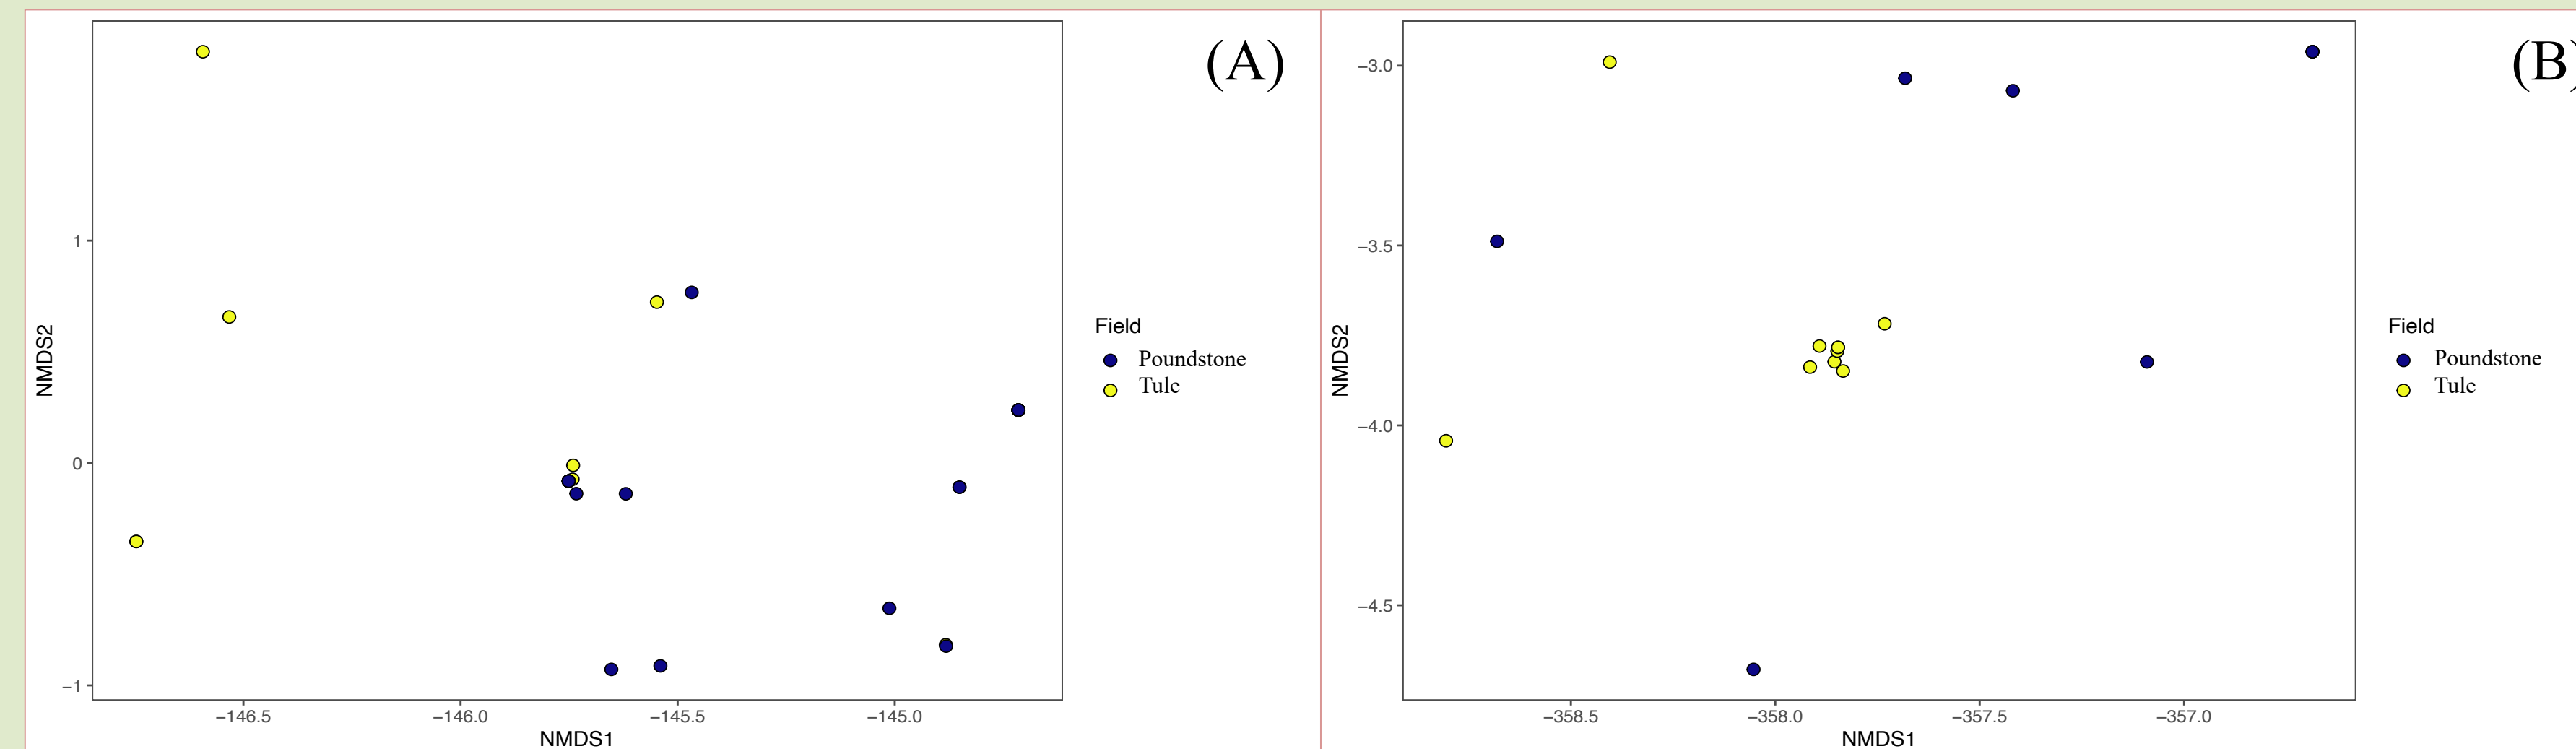 (A)
NMDS2
1
0
−1
−146.5
−146.0
−145.5
−145.0
NMDS1
Field
Poundstone
Tule
(B)
NMDS2
−3.0
−3.5
−4.0
−4.5
−358.5
−358.0
−357.5
−357.0
NMDS1
Field
Poundstone
Tule